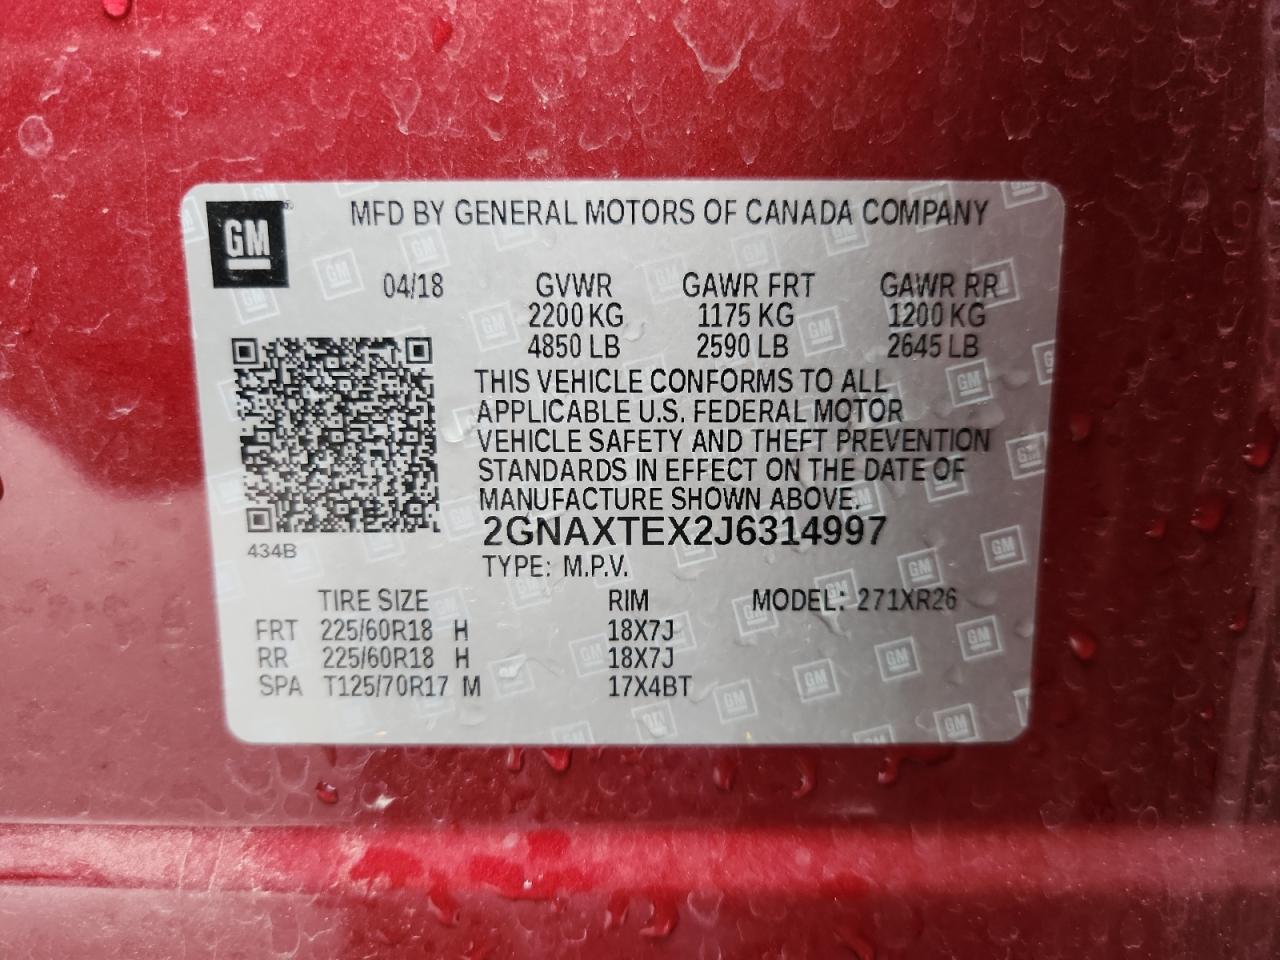 GM
MFD BY GENERAL MOTORS OF CANADA COMPANY
04/18 GVWR GAWR FRT GAWR RR
2200 KG 1175 KG 1200 KG
4850 LB 2590 LB 2645 LB
THIS VEHICLE CONFORMS TO ALL
APPLICABLE U.S. FEDERAL MOTOR
VEHICLE SAFETY AND THEFT PREVENTION
STANDARDS IN EFFECT ON THE DATE OF
MANUFACTURE SHOWN ABOVE.
2GNAXTEX2J6314997
434B
TYPE: M.P.V.
TIRE SIZE RIM MODEL: 271XR26
FRT 225/60R18 H 18X7J
RR 225/60R18 H 18X7J
SPA T125/70R17 M 17X4BT